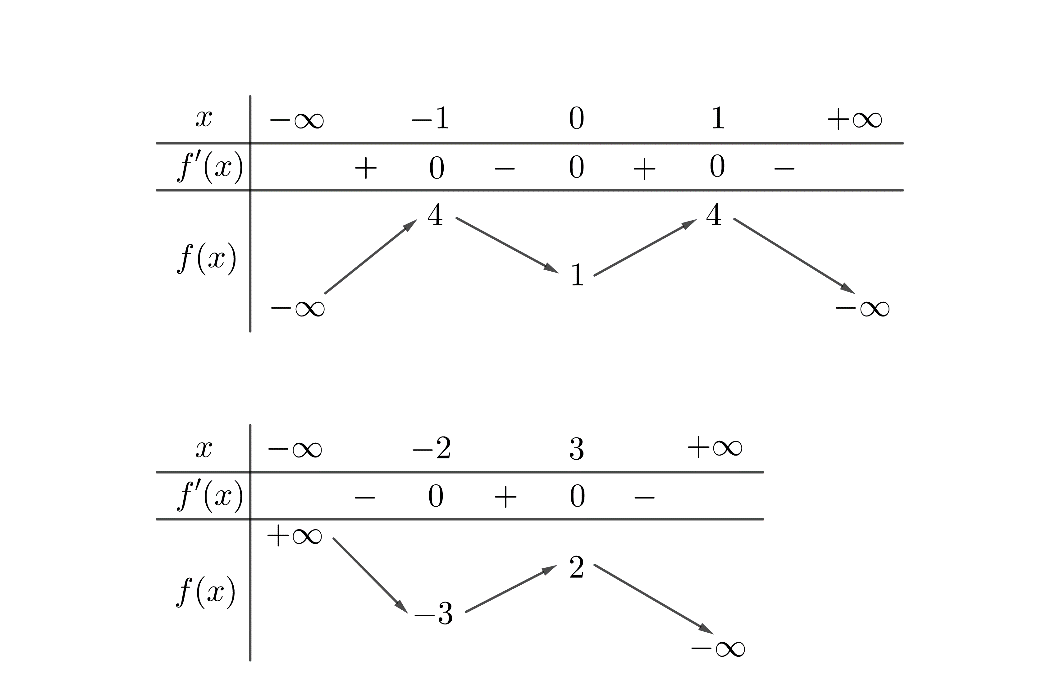 x −∞ −1 0 1 +∞
f′(x) + 0 − 0 + 0 −
4 4
f(x) 1
−∞ −∞
x −∞ −2 3 +∞
f′(x) − 0 + 0 −
+∞
2
f(x) −3
−∞